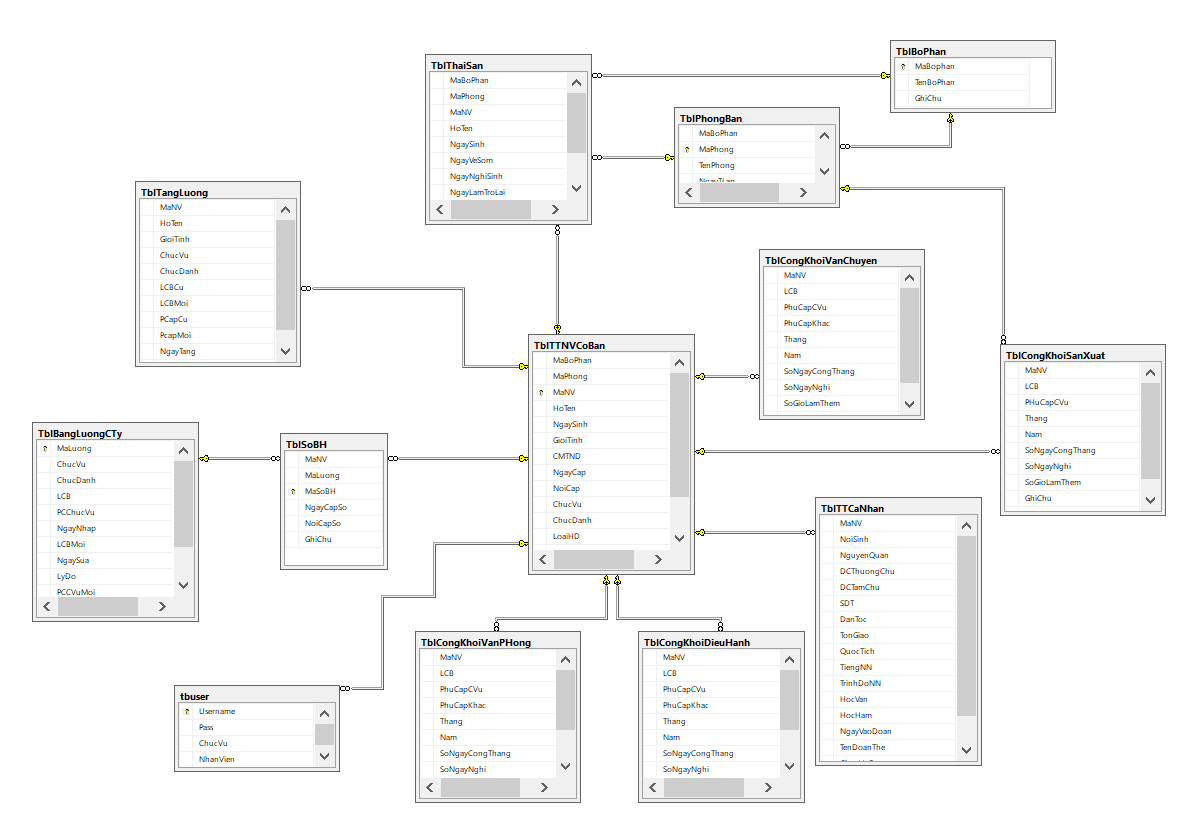 TblBoPhan
MaBophan
TenBoPhan
GhiChu
TblThaiSan
MaBoPhan
MaPhong
MaNV
HoTen
NgaySinh
NgayVeSom
NgayNghiSinh
NgayLamTroLai
TblPhongBan
MaBoPhan
MaPhong
TenPhong
NgayTLap
TblTangLuong
MaNV
HoTen
GioiTinh
ChucVu
ChucDanh
LCBCu
LCBMoi
PCapCu
PcapMoi
NgayTang
TblCongKhoiVanChuyen
MaNV
LCB
PhuCapCVu
PhuCapKhac
Thang
Nam
SoNgayCongThang
SoNgayNghi
SoGioLamThem
TblTTNVCoBan
MaBoPhan
MaPhong
MaNV
HoTen
NgaySinh
GioiTinh
CMTND
NgayCap
NoiCap
ChucVu
ChucDanh
LoaiHD
TblCongKhoiSanXuat
MaNV
LCB
PHuCapCVu
Thang
Nam
SoNgayCongThang
SoNgayNghi
SoGioLamThem
GhiChu
TblBangLuongCTy
MaLuong
ChucVu
ChucDanh
LCB
PCChucVu
NgayNhap
LCBMoi
NgaySua
LyDo
PCCVuMoi
TblSoBH
MaNV
MaLuong
MaSoBH
NgayCapSo
NoiCapSo
GhiChu
TblTTCaNhan
MaNV
NoiSinh
NguyenQuan
DCThuongChu
DCTamChu
SDT
DanToc
TonGiao
QuocTich
TiengNN
TrinhDoNN
HocVan
HocHam
NgayVaoDoan
TenDoanThe
tbuser
Username
Pass
ChucVu
NhanVien
TblCongKhoiVanPHong
MaNV
LCB
PhuCapCVu
PhuCapKhac
Thang
Nam
SoNgayCongThang
SoNgayNghi
TblCongKhoiDieuHanh
MaNV
LCB
PhuCapCVu
PhuCapKhac
Thang
Nam
SoNgayCongThang
SoNgayNghi